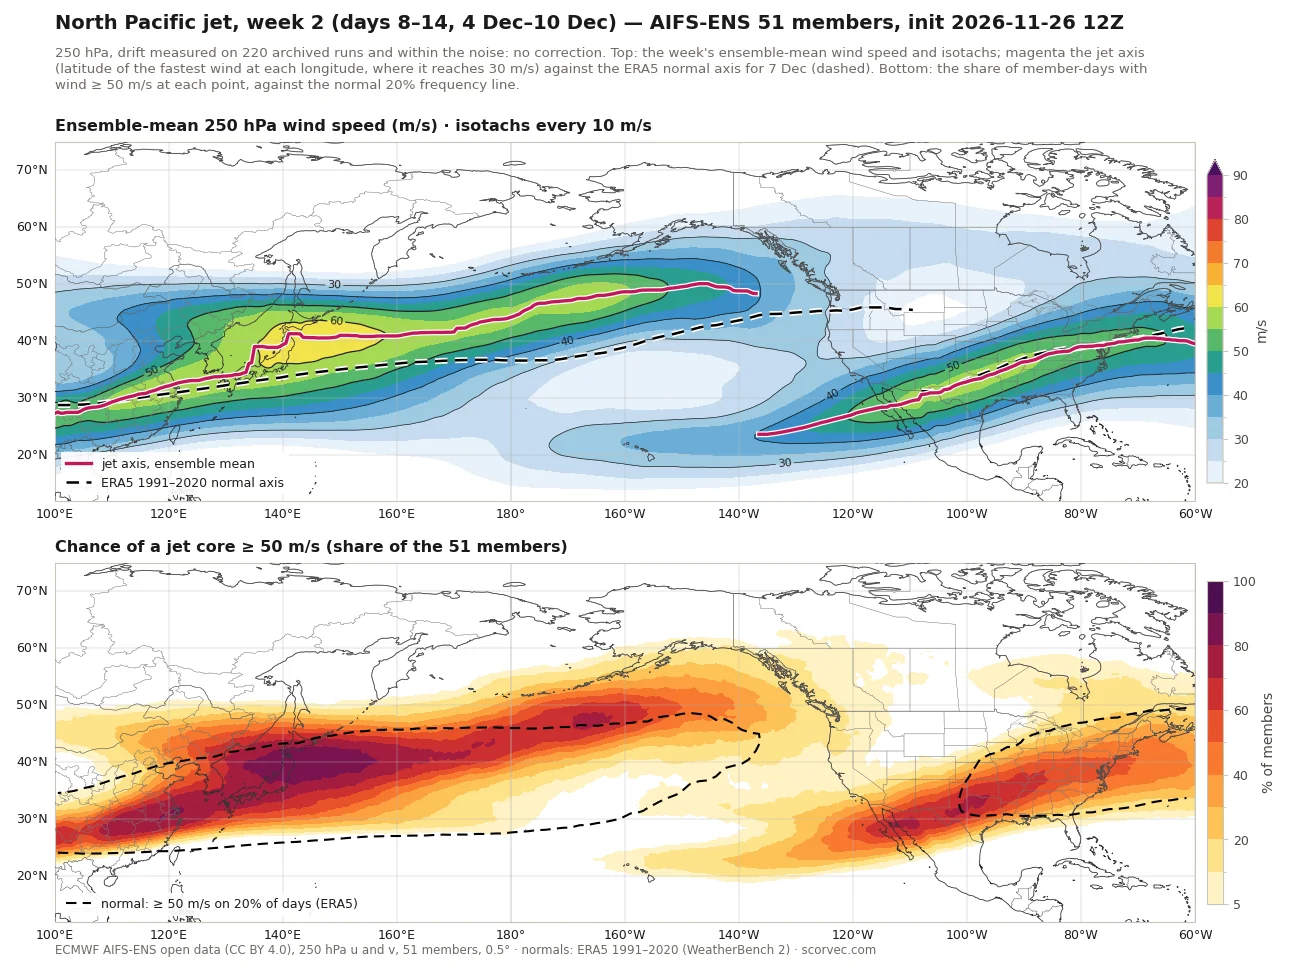 North Pacific jet, week 2 (days 8–14, 4 Dec–10 Dec) — AIFS-ENS 51 members, init 2026-11-26 12Z
250 hPa, drift measured on 220 archived runs and within the noise: no correction. Top: the week's ensemble-mean wind speed and isotachs; magenta the jet axis
(latitude of the fastest wind at each longitude, where it reaches 30 m/s) against the ERA5 normal axis for 7 Dec (dashed). Bottom: the share of member-days with
wind ≥ 50 m/s at each point, against the normal 20% frequency line.
Ensemble-mean 250 hPa wind speed (m/s) · isotachs every 10 m/s
70°N
60°N
50°N
40°N
30°N
20°N
30
60
50
40
50
40
30
jet axis, ensemble mean
ERA5 1991–2020 normal axis
100°E 120°E 140°E 160°E 180° 160°W 140°W 120°W 100°W 80°W 60°W
90
80
70
60
50
40
30
20
m/s
Chance of a jet core ≥ 50 m/s (share of the 51 members)
70°N
60°N
50°N
40°N
30°N
20°N
normal: ≥ 50 m/s on 20% of days (ERA5)
100°E 120°E 140°E 160°E 180° 160°W 140°W 120°W 100°W 80°W 60°W
100
80
60
40
20
5
% of members
ECMWF AIFS-ENS open data (CC BY 4.0), 250 hPa u and v, 51 members, 0.5° · normals: ERA5 1991–2020 (WeatherBench 2) · scorvec.com